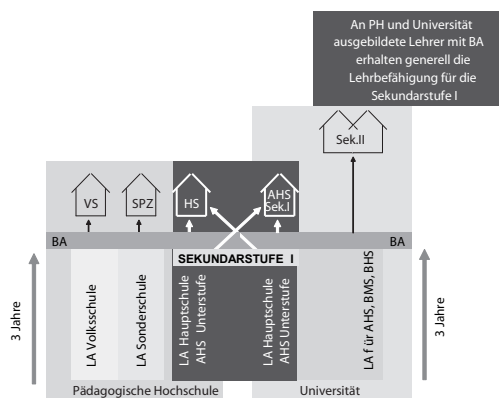 An PH und Universität
ausgebildete Lehrer mit BA
erhalten generell die
Lehrbefähigung für die
Sekundarstufe I
Sek.II
VS
SPZ
HS
AHS
Sek.I
BA
BA
SEKUNDARSTUFE I
3 Jahre
LA Volksschule
LA Sonderschule
LA Hauptschule
AHS Unterstufe
LA Hauptschule
AHS Unterstufe
LA f ür AHS, BMS, BHS
3 Jahre
Pädagogische Hochschule
Universität